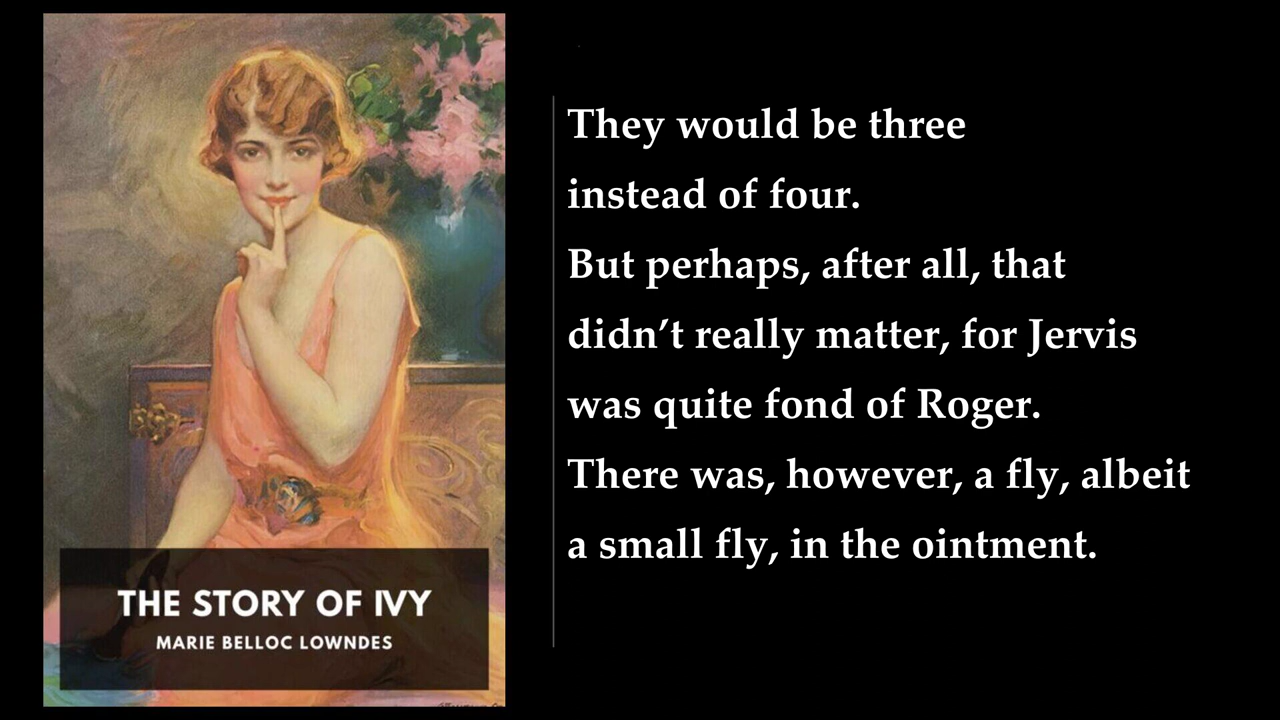 They would be three
instead of four.
But perhaps, after all, that
didn’t really matter, for Jervis
was quite fond of Roger.
There was, however, a fly, albeit
a small fly, in the ointment.
THE STORY OF IVY
MARIE BELLOC LOWNDES